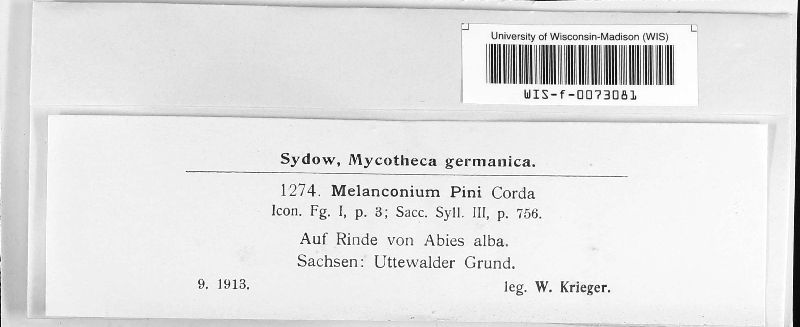 University of Wisconsin-Madison (WIS)
WIS-f-0073081
Sydow, Mycotheca germanica.
1274. Melanconium Pini Corda
Icon. Fg. I, p. 3; Sacc. Syll. III, p. 756.
Auf Rinde von Abies alba.
Sachsen: Uttewalder Grund.
9. 1913. leg. W. Krieger.